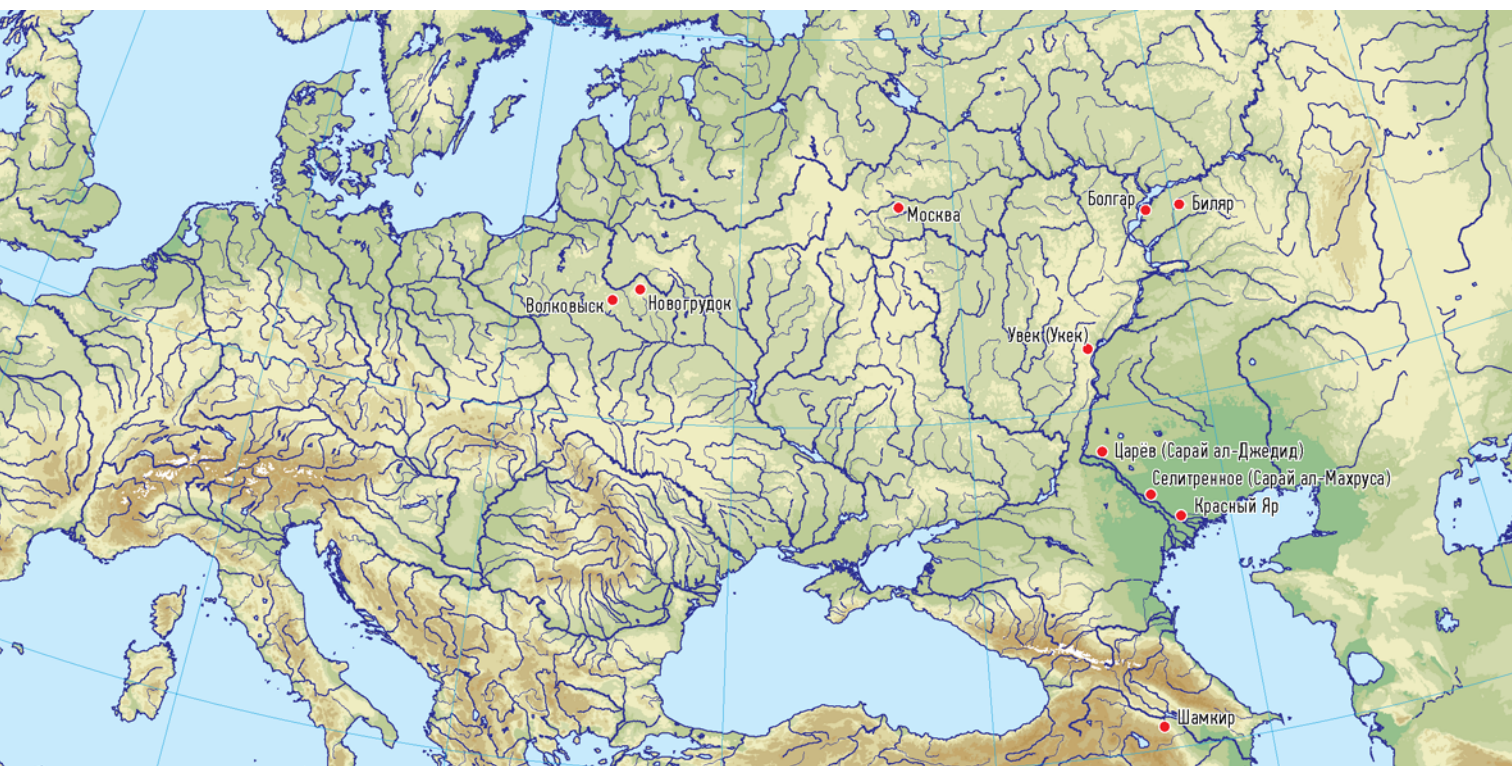 Болгар
Биляр
Москва
Волковыск
Новогрудок
Увек (Укек)
Царёв (Сарай ал-Джедид)
Селитренное (Сарай ал-Махруса)
Красный Яр
Шамкир